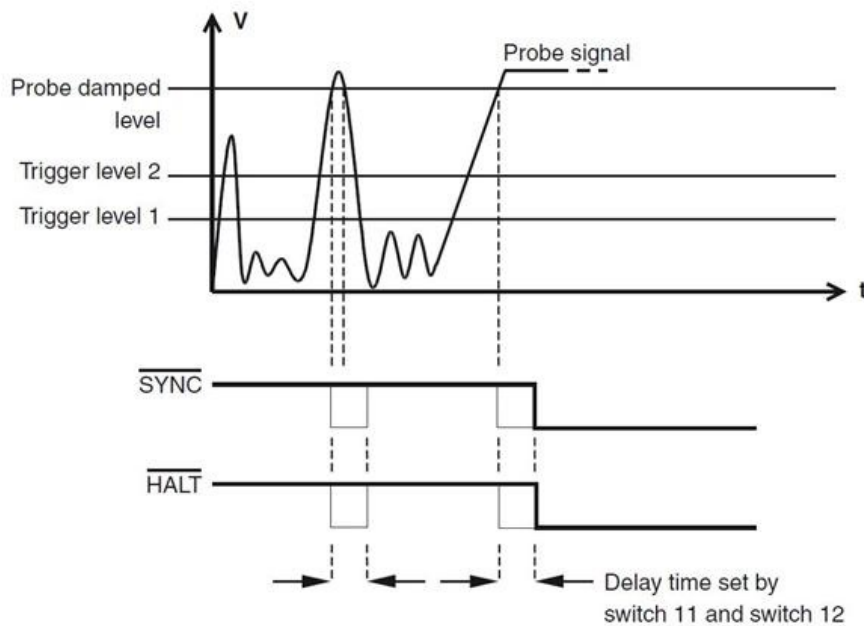 V
Probe signal
Probe damped
level
Trigger level 2
Trigger level 1
t
SYNC
HALT
Delay time set by
switch 11 and switch 12